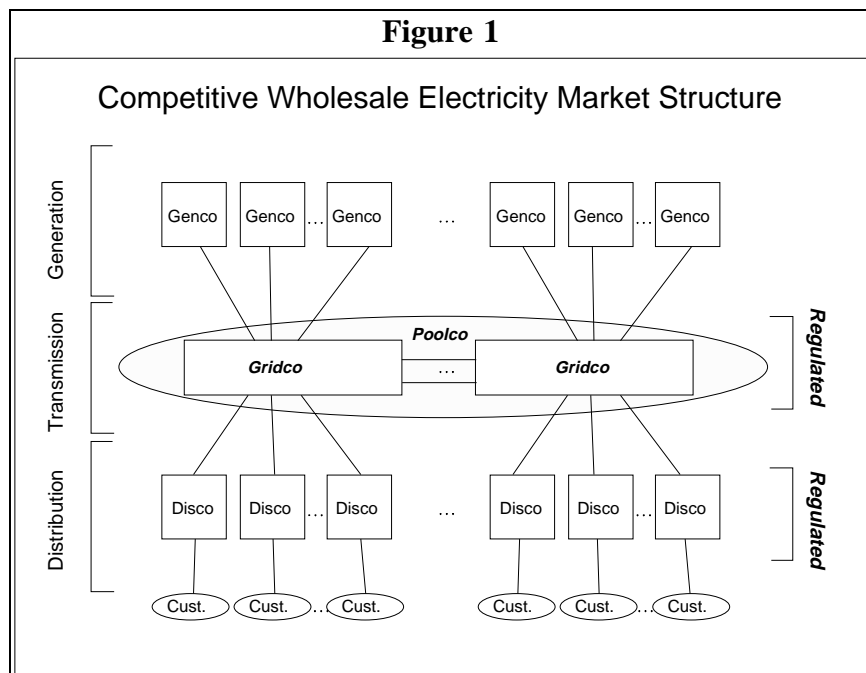 Figure 1
Competitive Wholesale Electricity Market Structure
Generation
Genco Genco ... Genco ... Genco Genco ... Genco
Transmission
Poolco
Gridco ... Gridco
Regulated
Distribution
Disco Disco ... Disco ... Disco Disco ... Disco
Regulated
Cust. Cust. ... Cust. Cust. Cust. ... Cust.